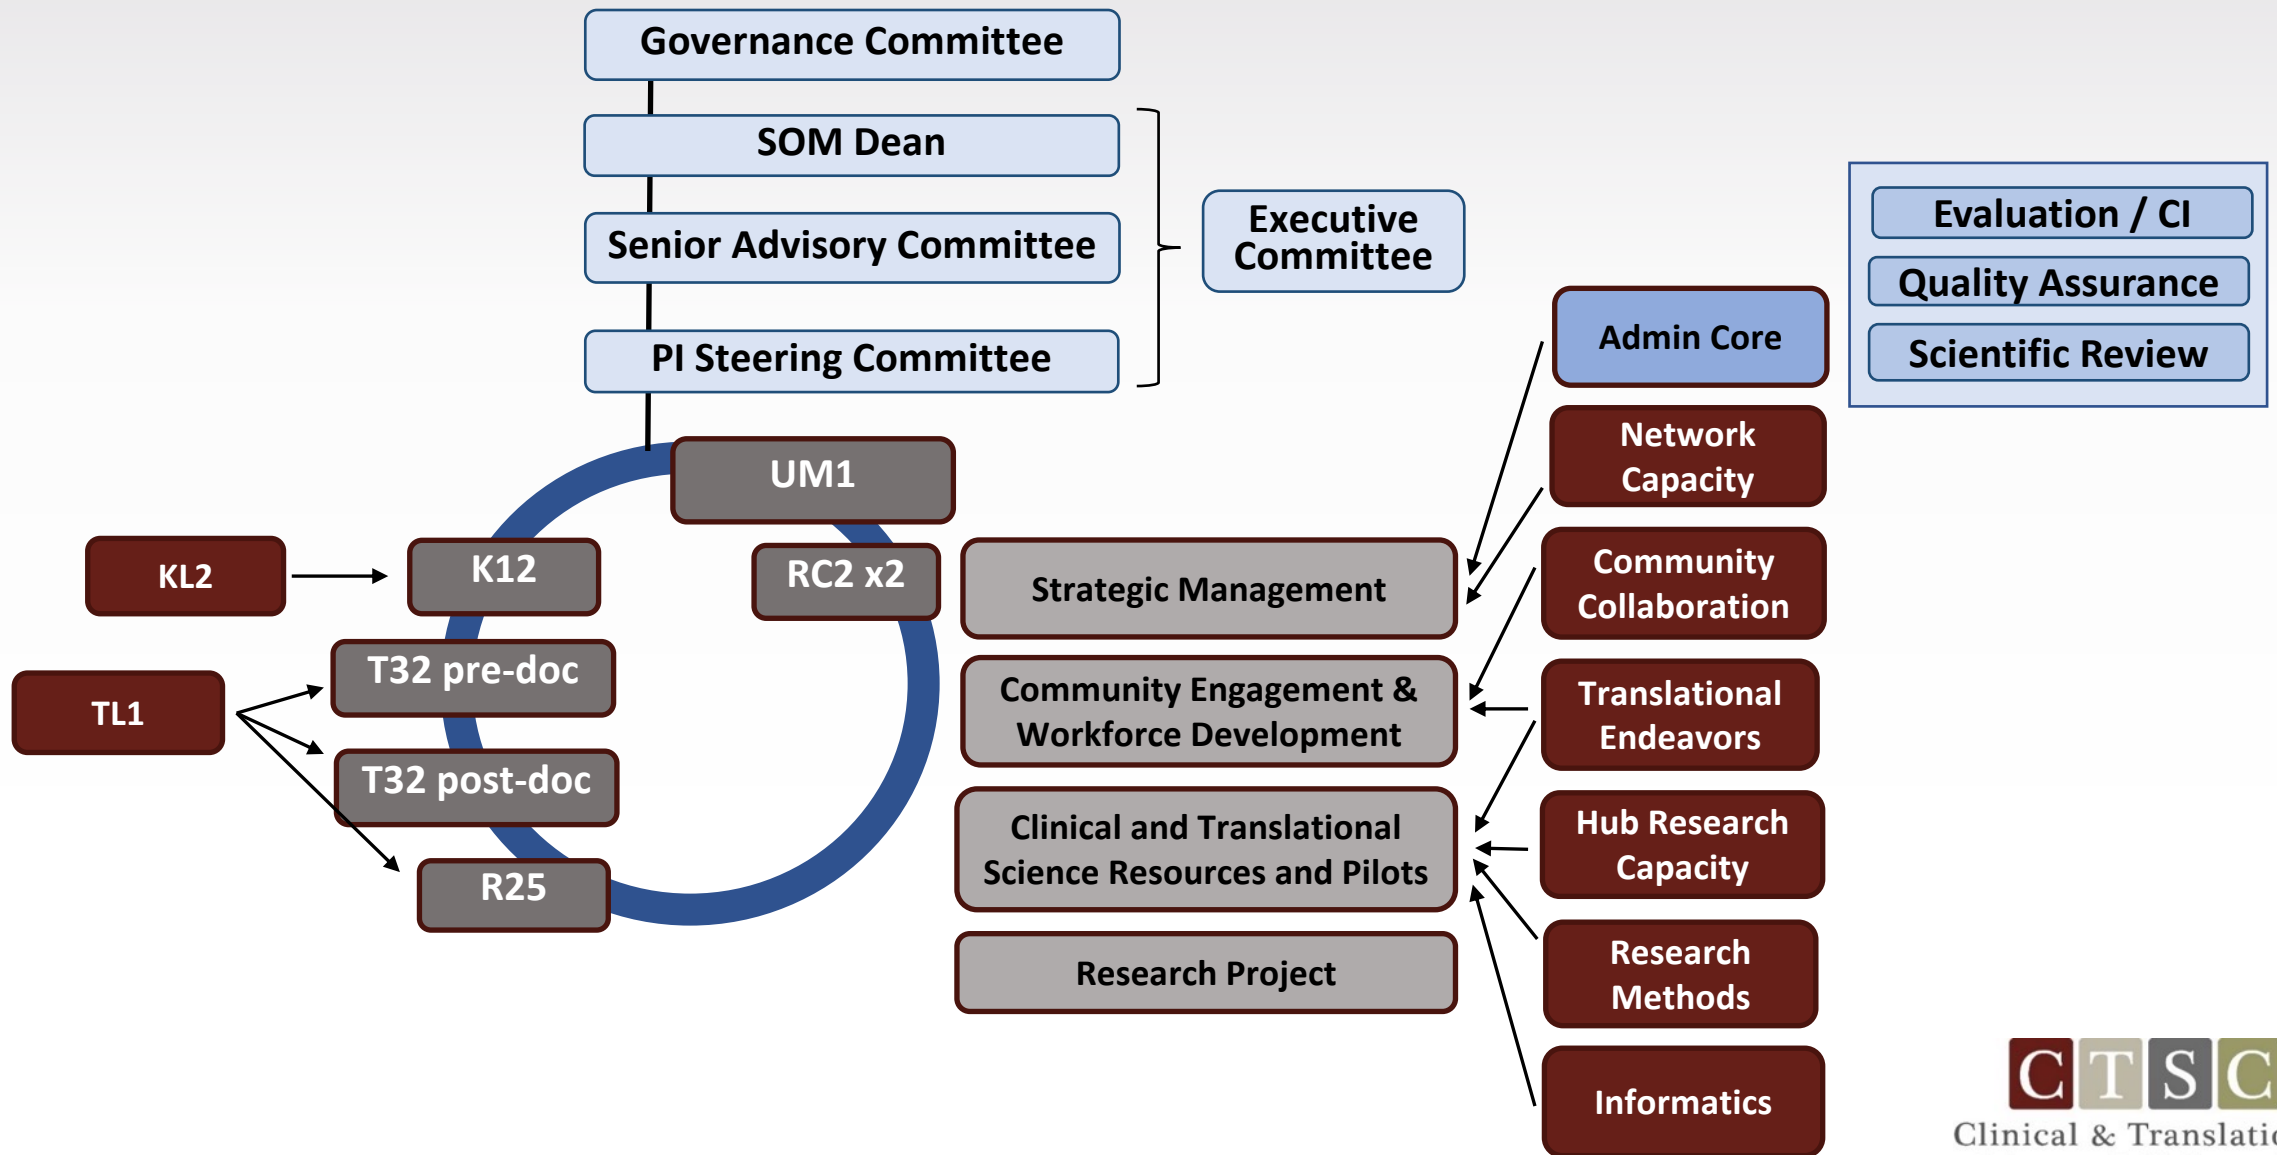 Governance Committee
SOM Dean
Senior Advisory Committee
PI Steering Committee
Executive
Committee
Evaluation / CI
Quality Assurance
Scientific Review
UM1
K12
RC2 x2
T32 pre-doc
T32 post-doc
R25
KL2
TL1
Strategic Management
Community Engagement &
Workforce Development
Clinical and Translational
Science Resources and Pilots
Research Project
Admin Core
Network
Capacity
Community
Collaboration
Translational
Endeavors
Hub Research
Capacity
Research
Methods
Informatics
CTSC
Clinical &